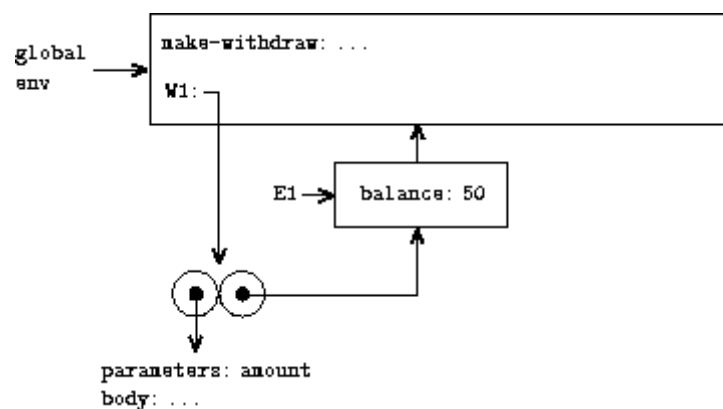 make-withdraw: ...
global
env
W1:
E1
balance: 50
parameters: amount
body: ...